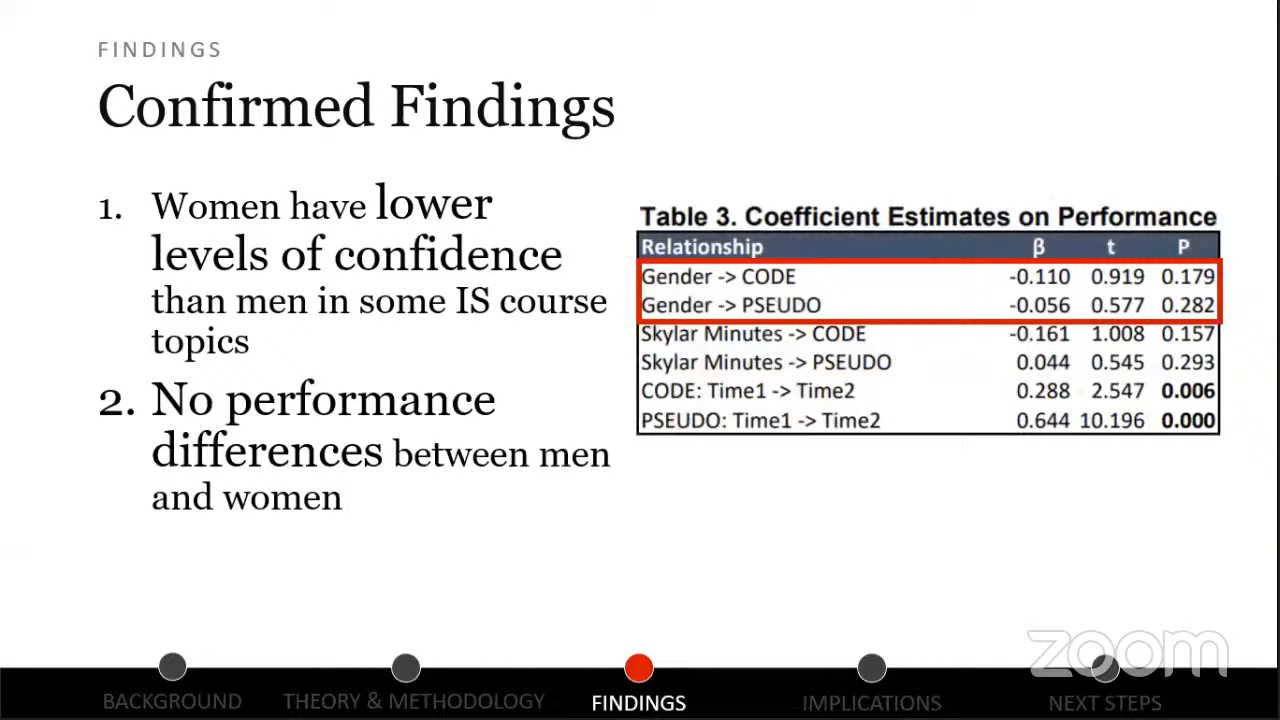 FINDINGS
Confirmed Findings
1. Women have lower
levels of confidence
than men in some IS course
topics
2. No performance
differences between men
and women
Table 3. Coefficient Estimates on Performance
Relationship β t P
Gender -> CODE -0.110 0.919 0.179
Gender -> PSEUDO -0.056 0.577 0.282
Skylar Minutes -> CODE -0.161 1.008 0.157
Skylar Minutes -> PSEUDO 0.044 0.545 0.293
CODE: Time1 -> Time2 0.288 2.547 0.006
PSEUDO: Time1 -> Time2 0.644 10.196 0.000
zoom
BACKGROUND THEORY & METHODOLOGY FINDINGS IMPLICATIONS NEXT STEPS